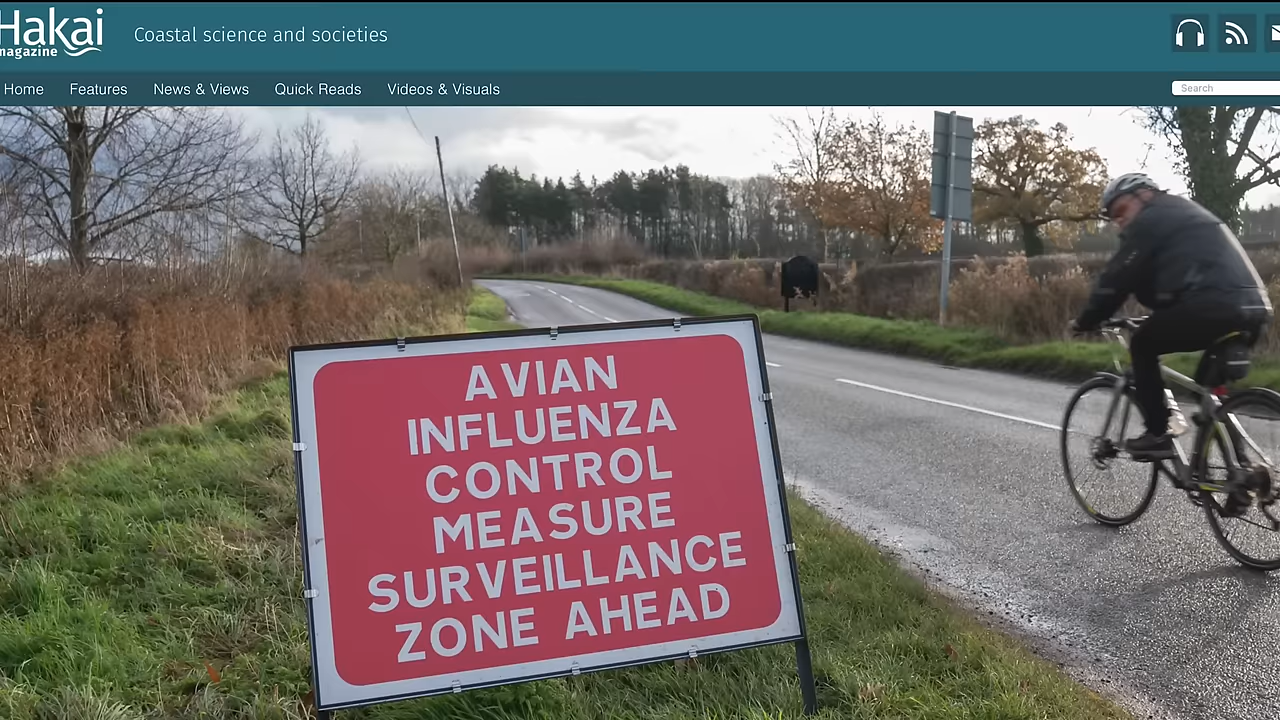 Hakai
magazine
Coastal science and societies
Home Features News & Views Quick Reads Videos & Visuals
Search
AVIAN
INFLUENZA
CONTROL
MEASURE
SURVEILLANCE
ZONE AHEAD